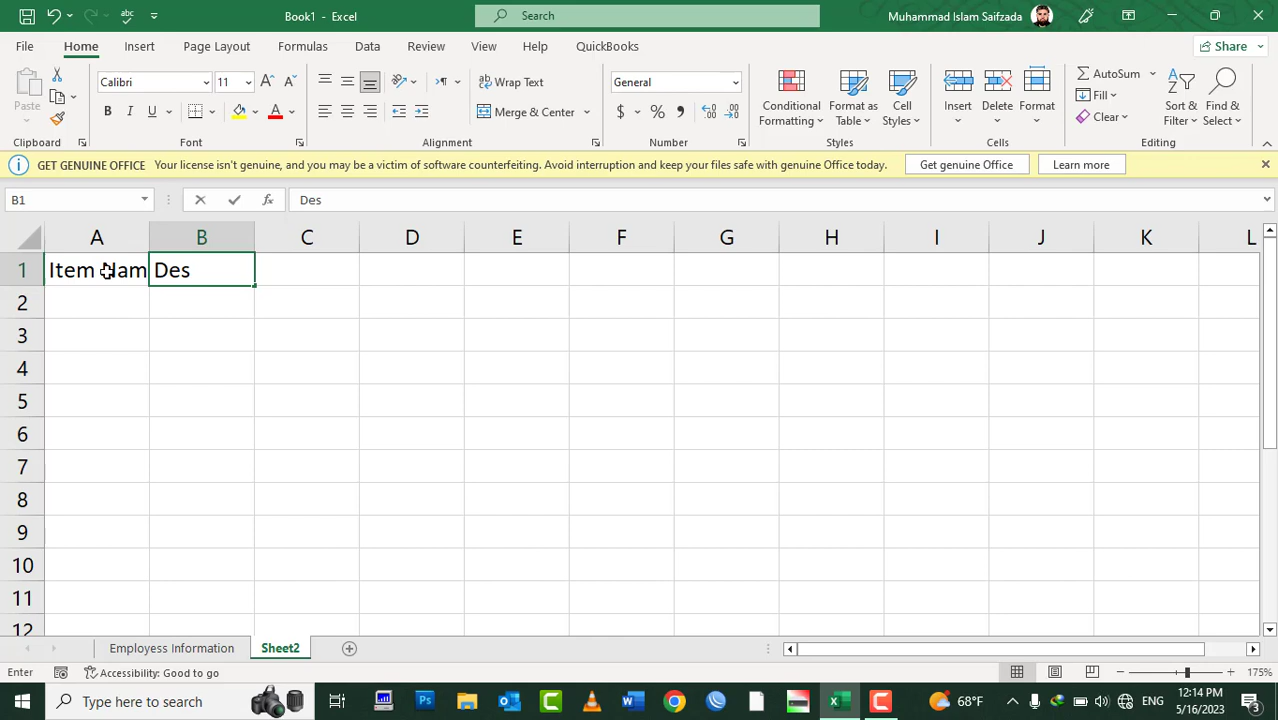 Book1 - Excel
Search
Muhammad Islam Saifzada
File
Home
Insert
Page Layout
Formulas
Data
Review
View
Help
QuickBooks
Share
Paste
Clipboard
Calibri
11
B I U
A
Font
Wrap Text
Merge & Center
Alignment
General
$ % ,
Number
Conditional Formatting
Format as Table
Cell Styles
Styles
Insert
Delete
Format
Cells
AutoSum
Fill
Clear
Sort & Filter
Find & Select
Editing
GET GENUINE OFFICE Your license isn't genuine, and you may be a victim of software counterfeiting. Avoid interruption and keep your files safe with genuine Office today.
Get genuine Office
Learn more
B1
fx
Des
A B C D E F G H I J K L
1 Item Nam Des
2
3
4
5
6
7
8
9
10
11
12
Employess Information
Sheet2
Enter
Accessibility: Good to go
175%
Type here to search
68°F
ENG
12:14 PM
5/16/2023
3